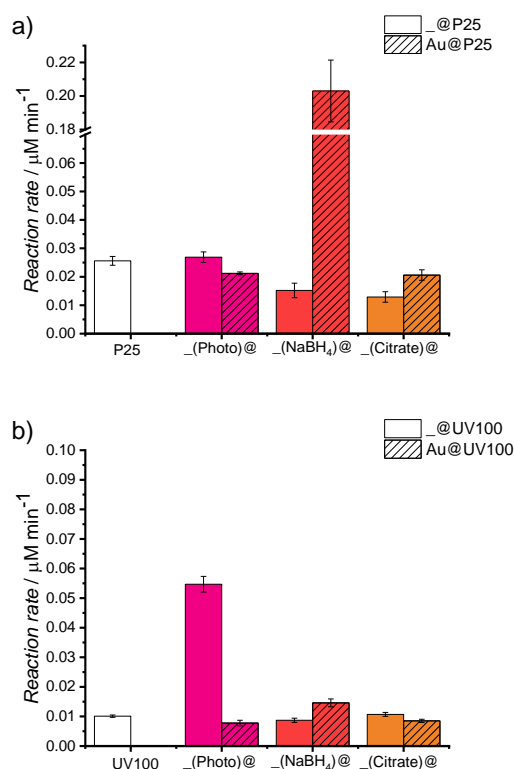 a)
_@P25
Au@P25
Reaction rate / μM min⁻¹
0.22
0.20
0.18
0.06
0.05
0.04
0.03
0.02
0.01
0.00
P25 _(Photo)@ _(NaBH₄)@ _(Citrate)@
b)
_@UV100
Au@UV100
Reaction rate / μM min⁻¹
0.10
0.09
0.08
0.07
0.06
0.05
0.04
0.03
0.02
0.01
0.00
UV100 _(Photo)@ _(NaBH₄)@ _(Citrate)@